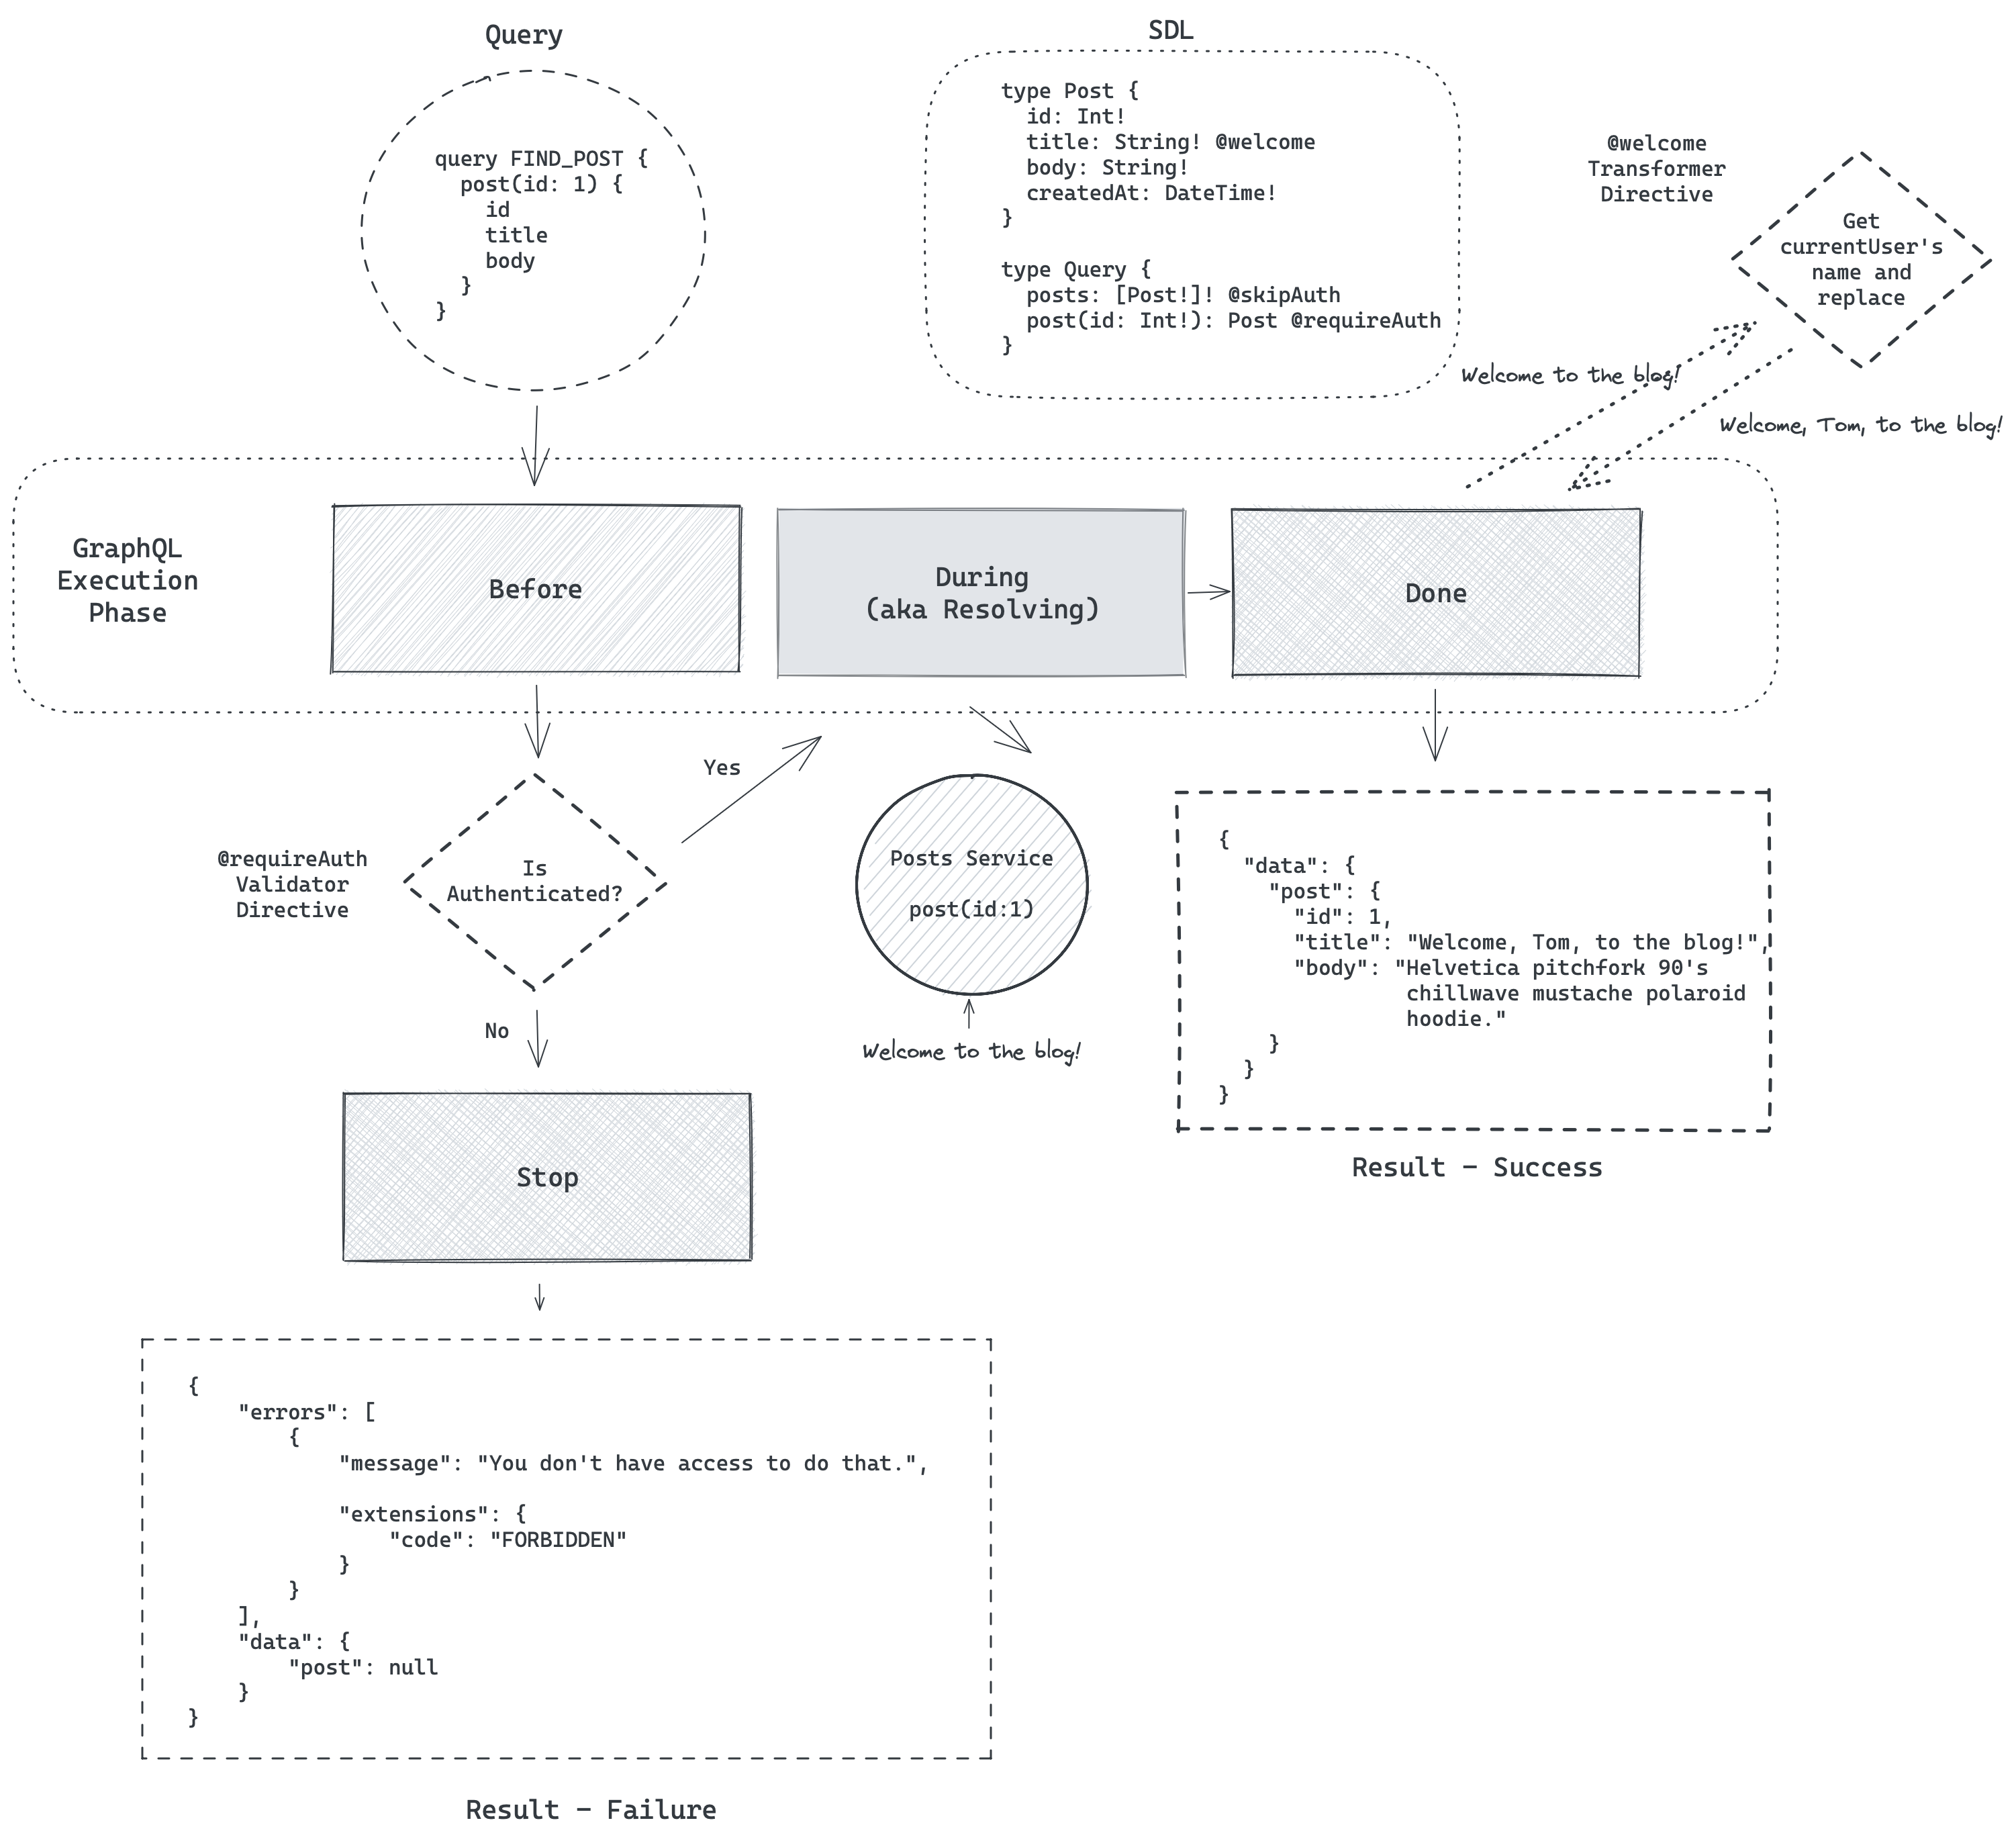 Query
query FIND_POST {
  post(id: 1) {
    id
    title
    body
  }
}
SDL
type Post {
  id: Int!
  title: String! @welcome
  body: String!
  createdAt: DateTime!
}
type Query {
  posts: [Post!]! @skipAuth
  post(id: Int!): Post @requireAuth
}
@welcome
Transformer
Directive
Get
currentUser's
name and
replace
Welcome to the blog!
Welcome, Tom, to the blog!
GraphQL
Execution
Phase
Before
During
(aka Resolving)
Done
Yes
@requireAuth
Validator
Directive
Is
Authenticated?
No
Posts Service
post(id:1)
Welcome to the blog!
{
  "data": {
    "post": {
      "id": 1,
      "title": "Welcome, Tom, to the blog!",
      "body": "Helvetica pitchfork 90's
               chillwave mustache polaroid
               hoodie."
    }
  }
}
Result - Success
Stop
{
    "errors": [
        {
            "message": "You don't have access to do that.",
            "extensions": {
                "code": "FORBIDDEN"
            }
        }
    ],
    "data": {
        "post": null
    }
}
Result - Failure